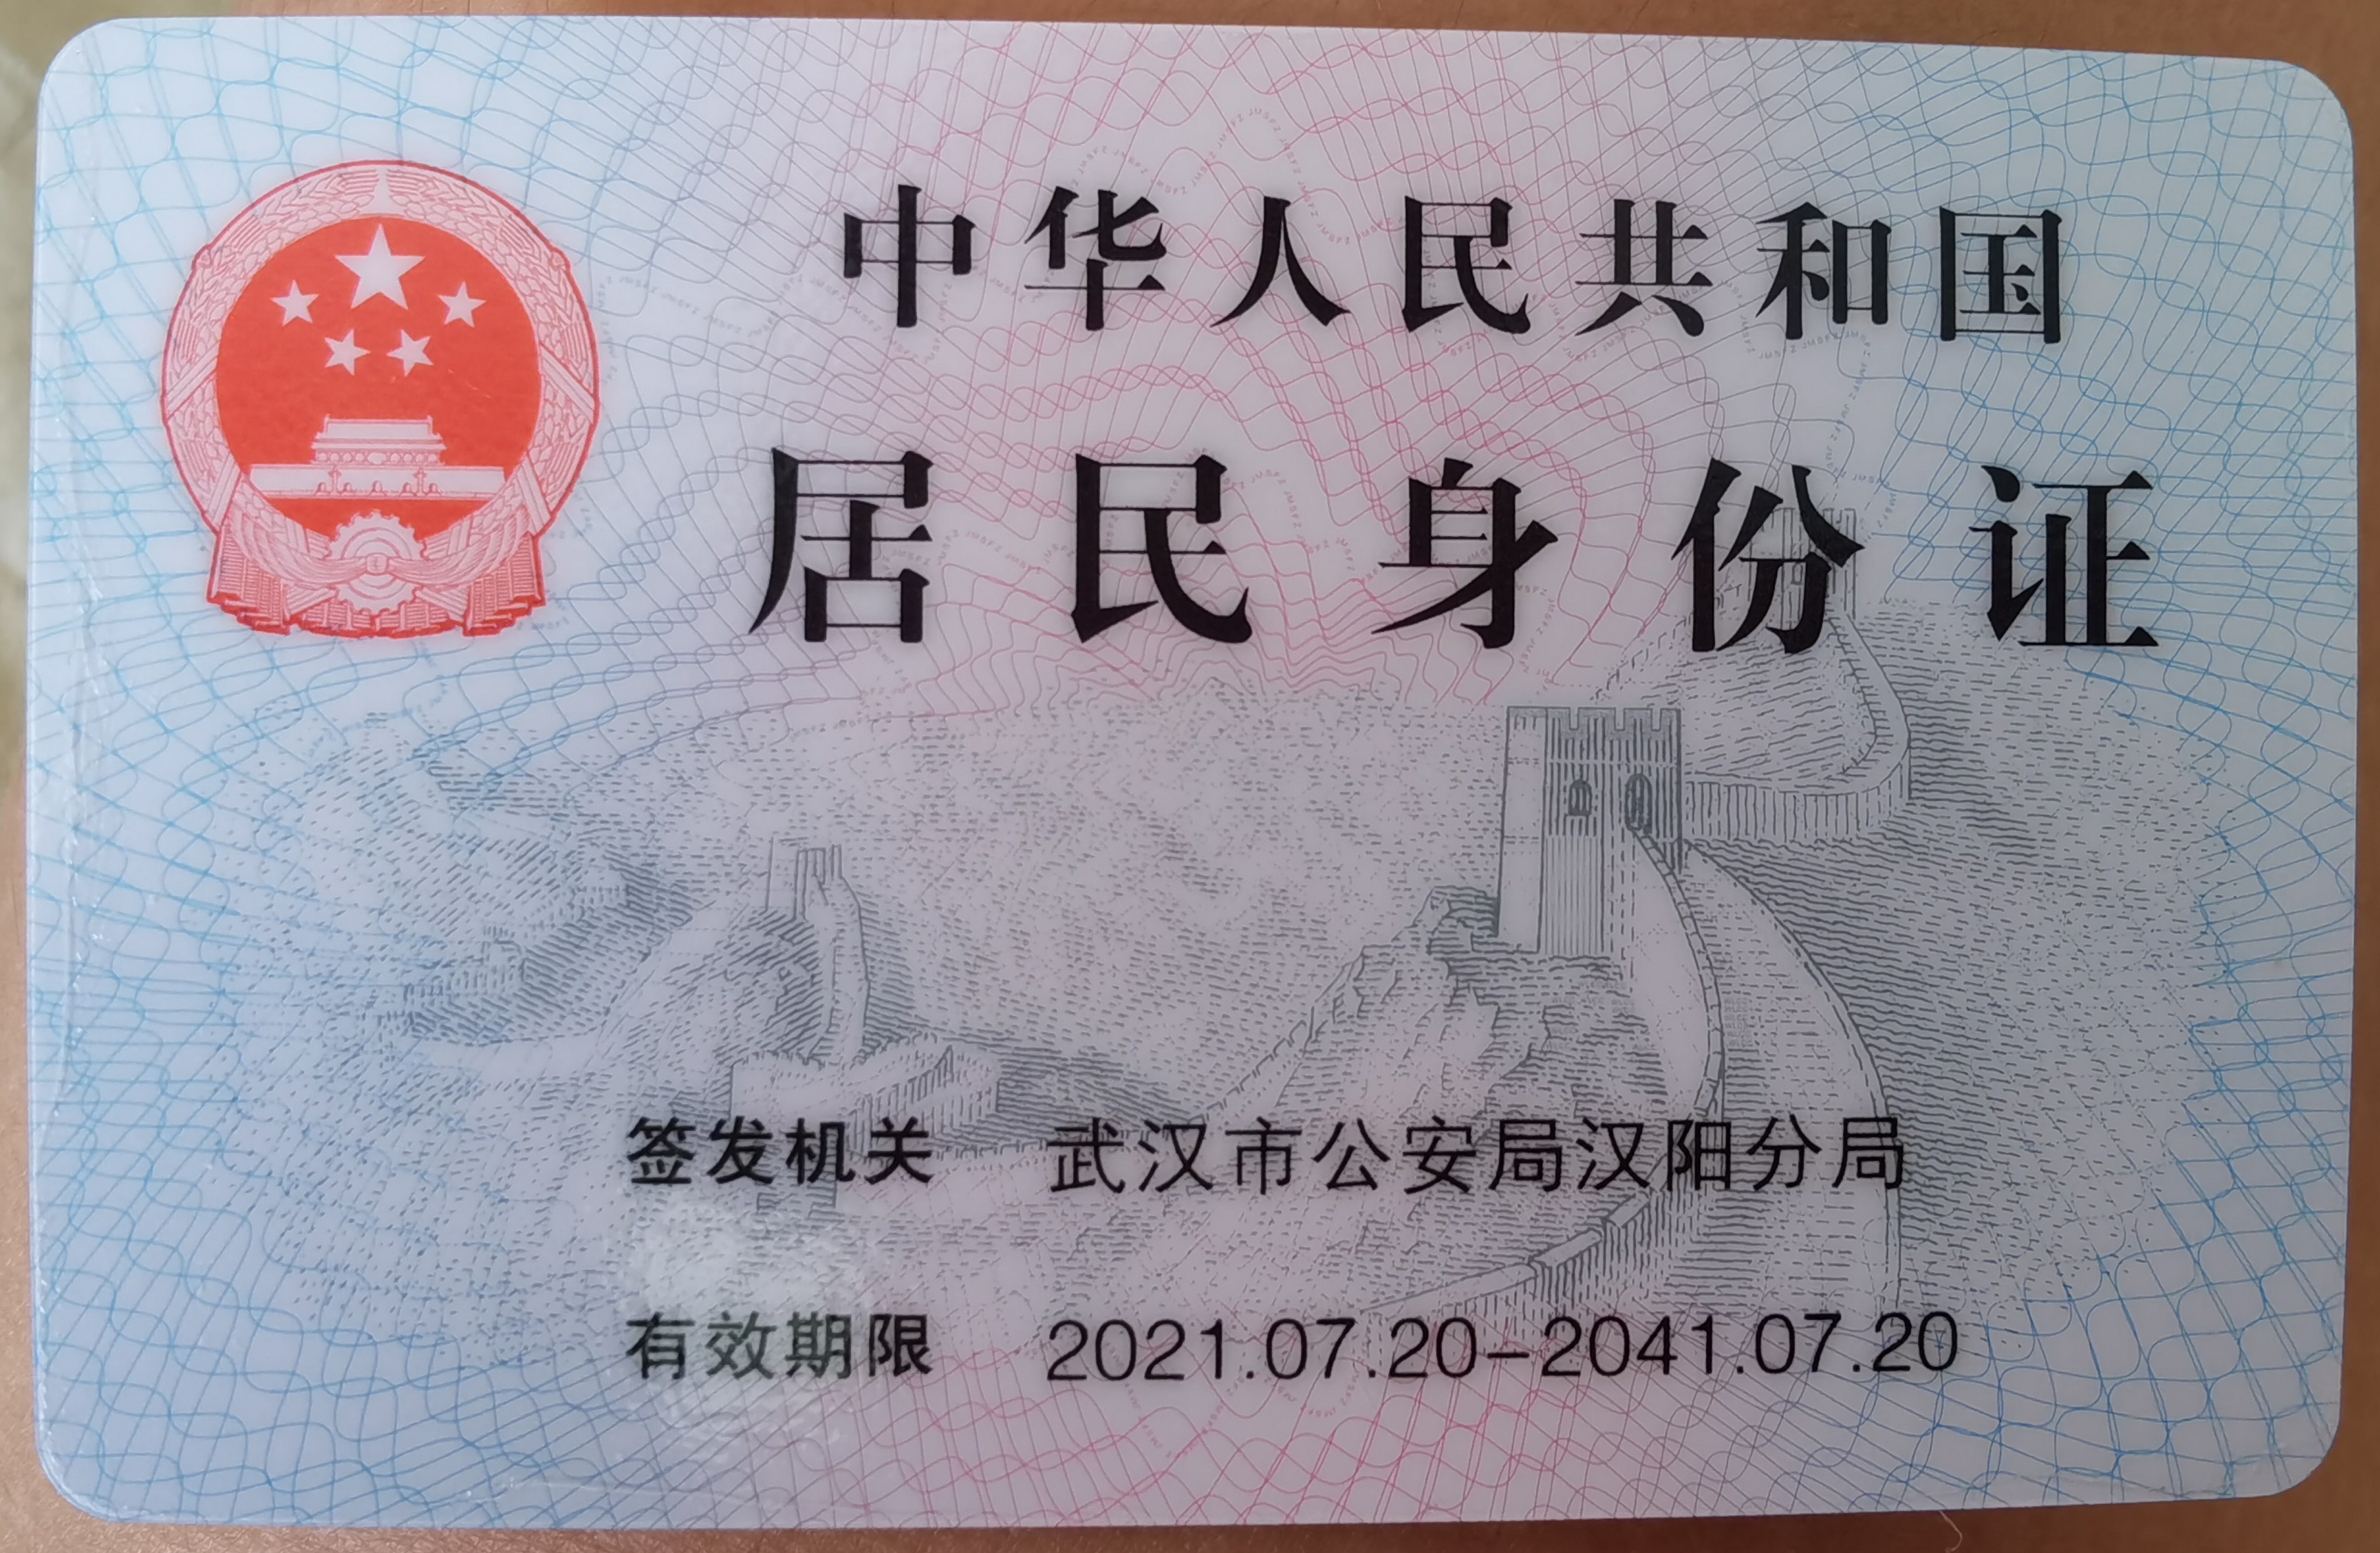 中华人民共和国
居民身份证
签发机关 武汉市公安局汉阳分局
有效期限 2021.07.20-2041.07.20